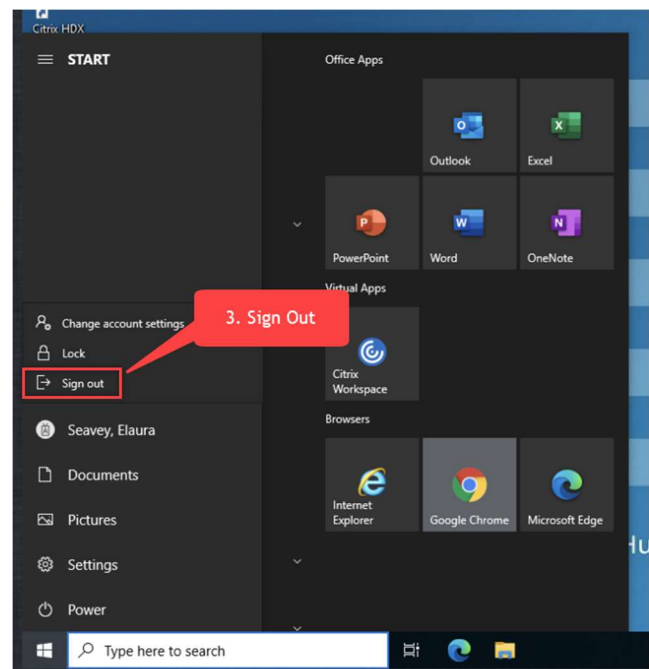 Citrix HDX
START
Office Apps
Outlook
Excel
PowerPoint
Word
OneNote
Virtual Apps
Change account settings
3. Sign Out
Lock
Citrix
Workspace
Sign out
Browsers
Seavey, Elaura
Documents
Internet
Explorer
Google Chrome
Microsoft Edge
Pictures
Settings
Power
Type here to search